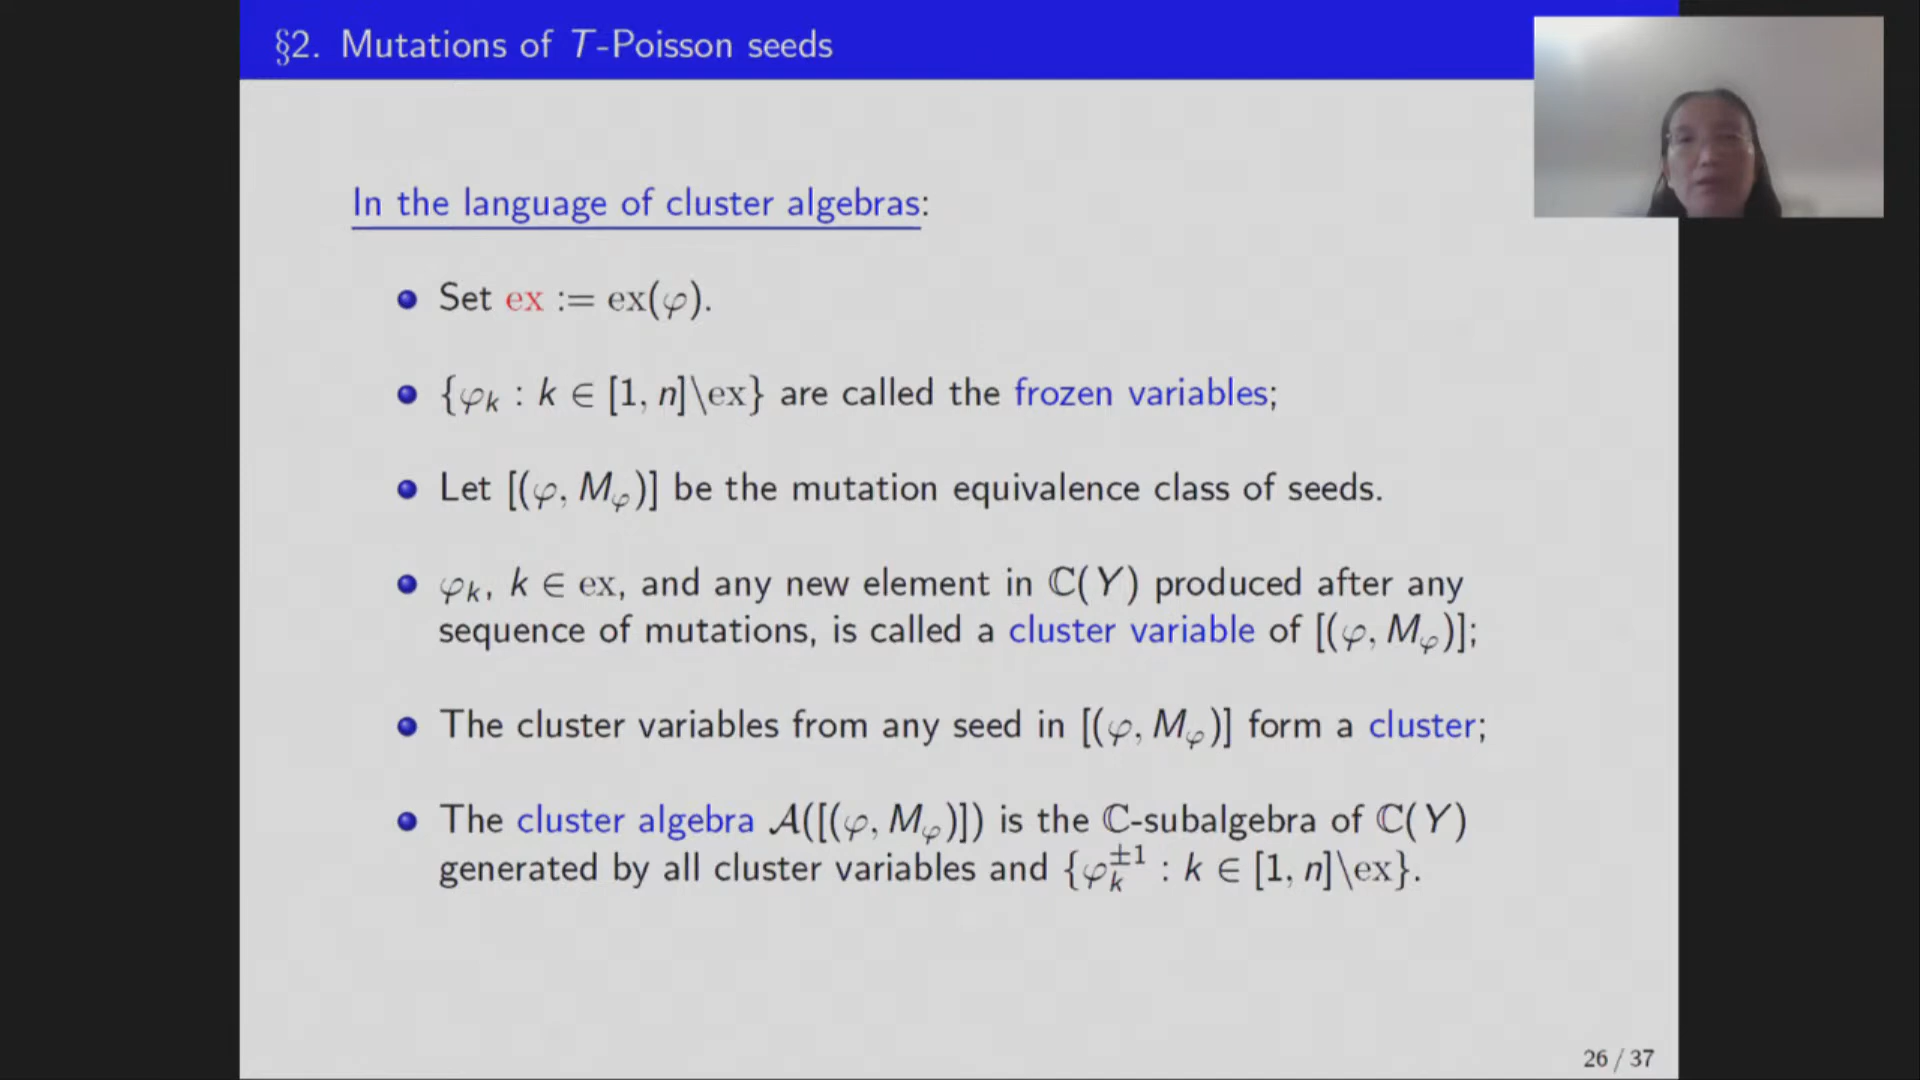 §2. Mutations of T-Poisson seeds
In the language of cluster algebras:
Set ex := ex(φ).
{φ_k : k ∈ [1, n]\ex} are called the frozen variables;
Let [(φ, M_φ)] be the mutation equivalence class of seeds.
φ_k, k ∈ ex, and any new element in ℂ(Y) produced after any
sequence of mutations, is called a cluster variable of [(φ, M_φ)];
The cluster variables from any seed in [(φ, M_φ)] form a cluster;
The cluster algebra 𝒜([(φ, M_φ)]) is the ℂ-subalgebra of ℂ(Y)
generated by all cluster variables and {φ_k^{±1} : k ∈ [1, n]\ex}.
26 / 37